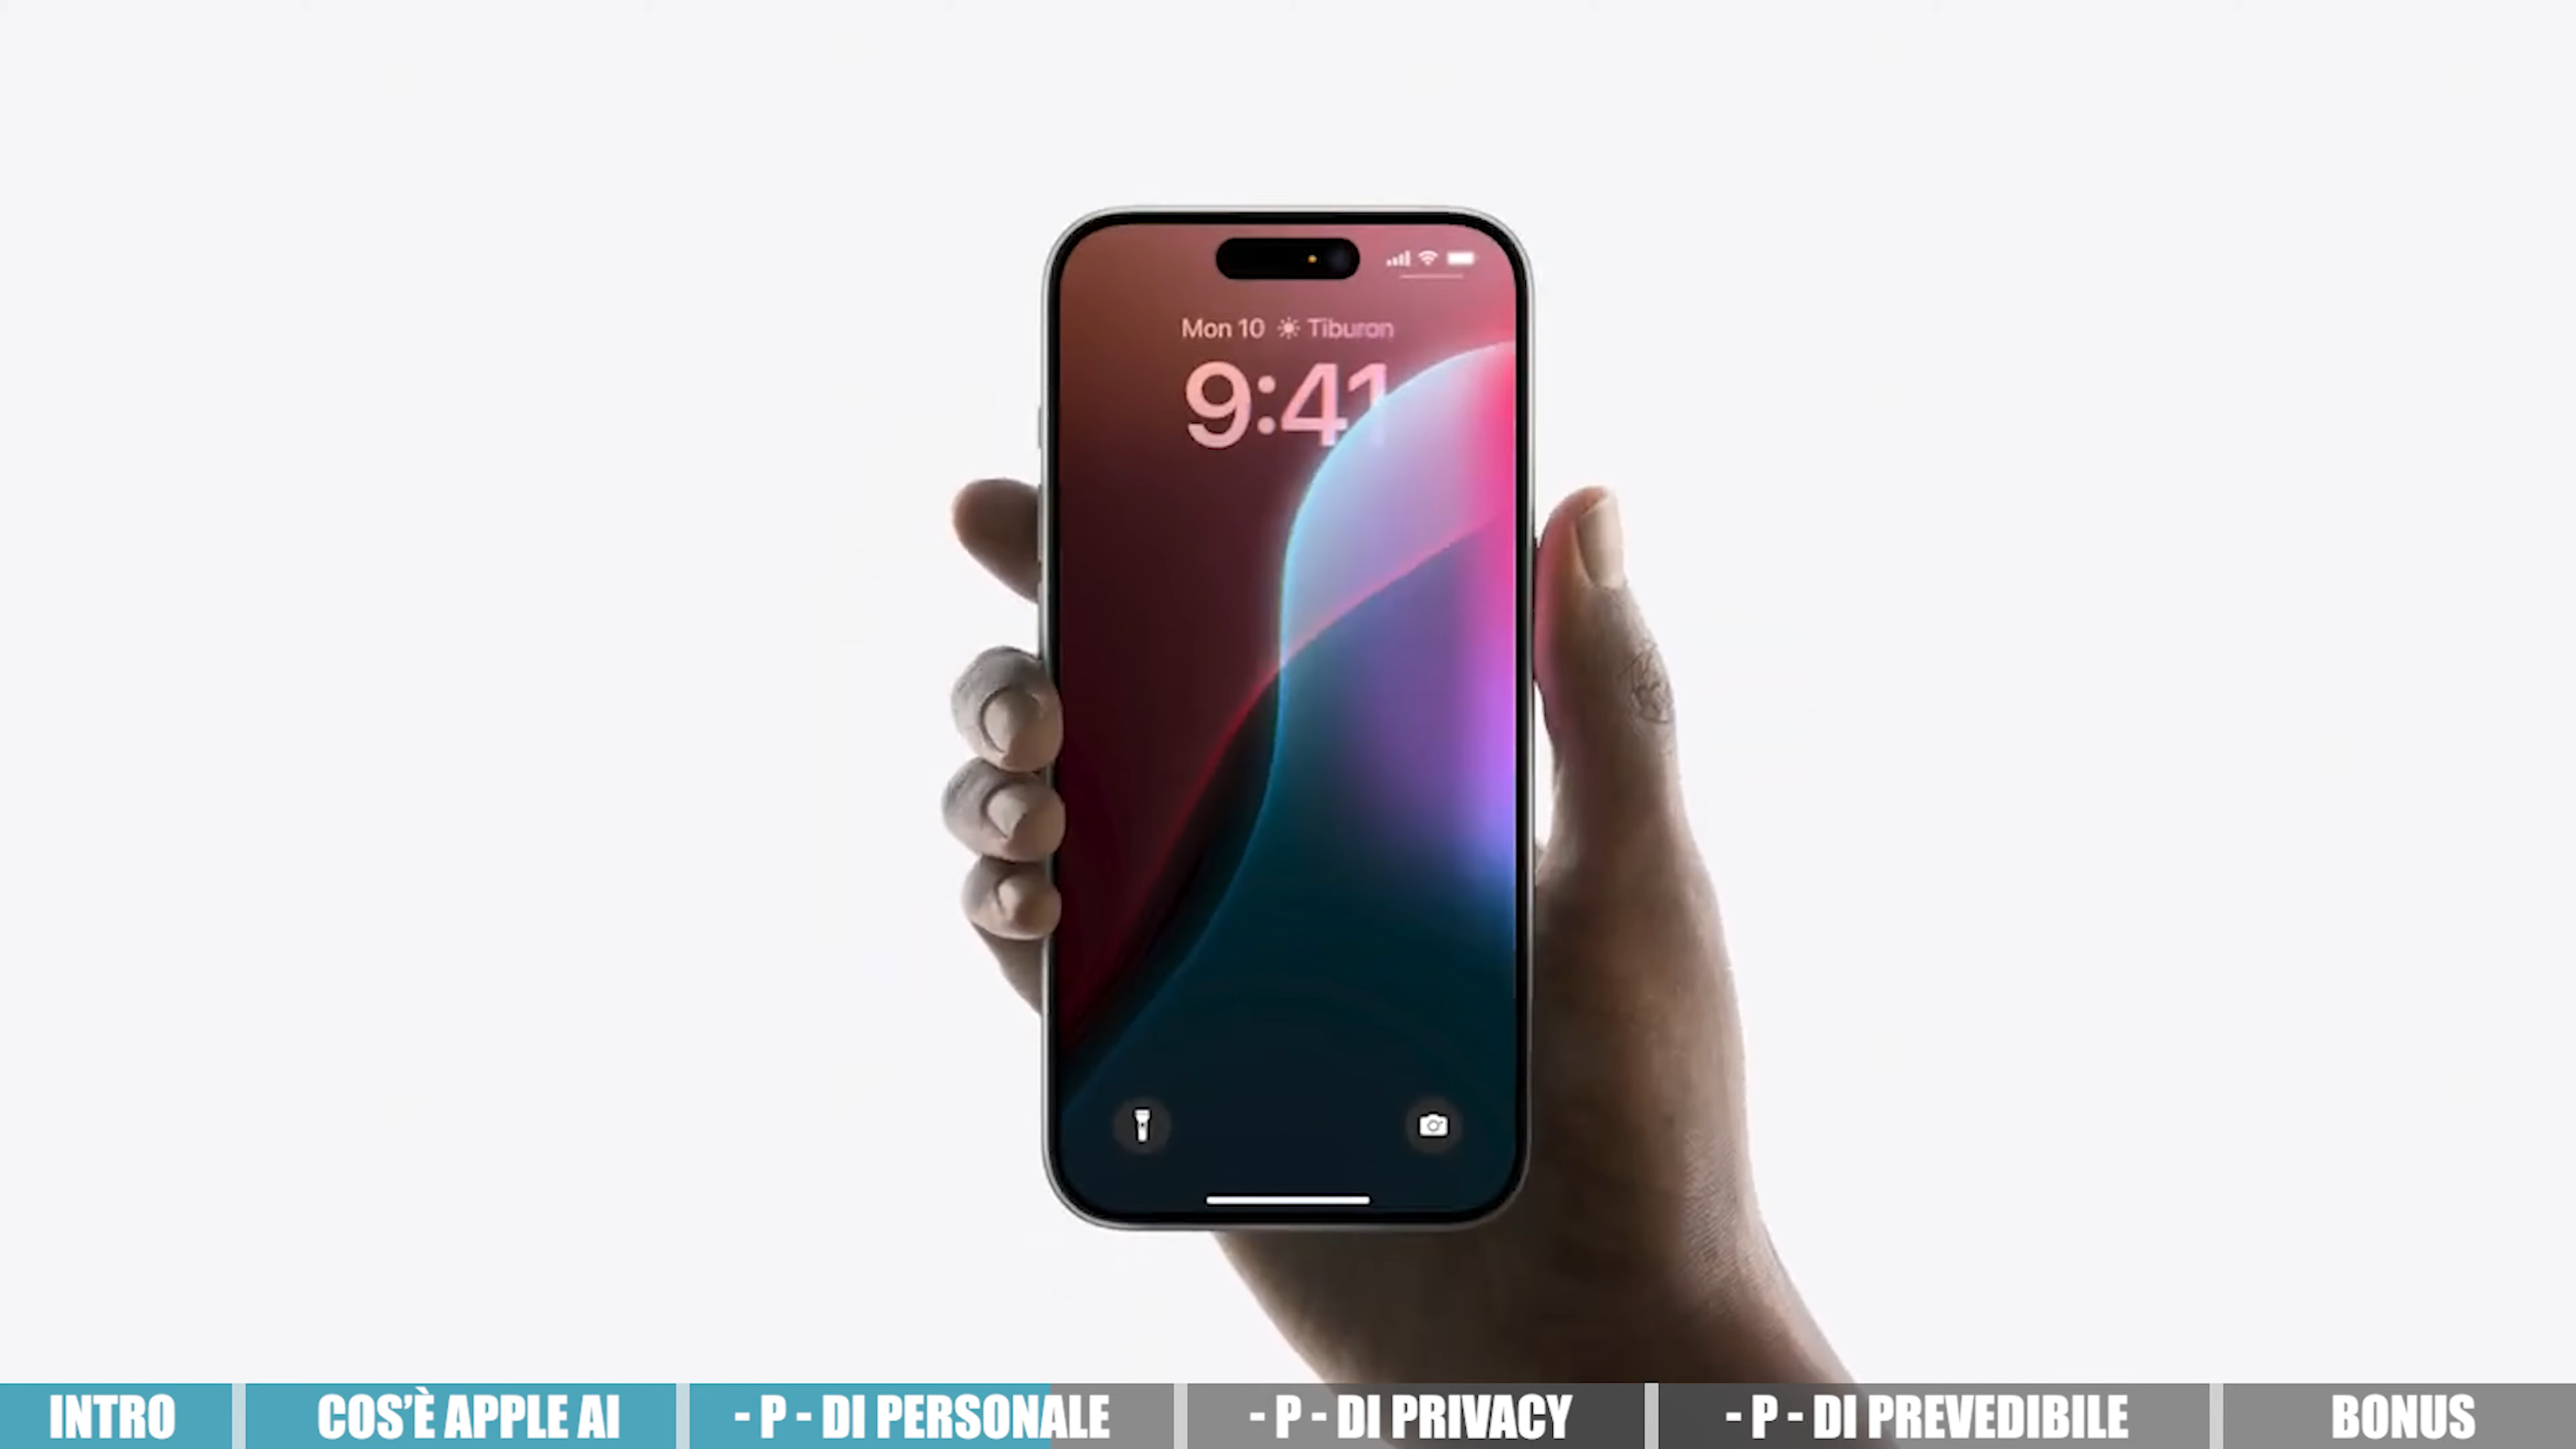 Mon 10 Tiburon
9:41
INTRO
COS'È APPLE AI
- P - DI PERSONALE
- P - DI PRIVACY
- P - DI PREVEDIBILE
BONUS